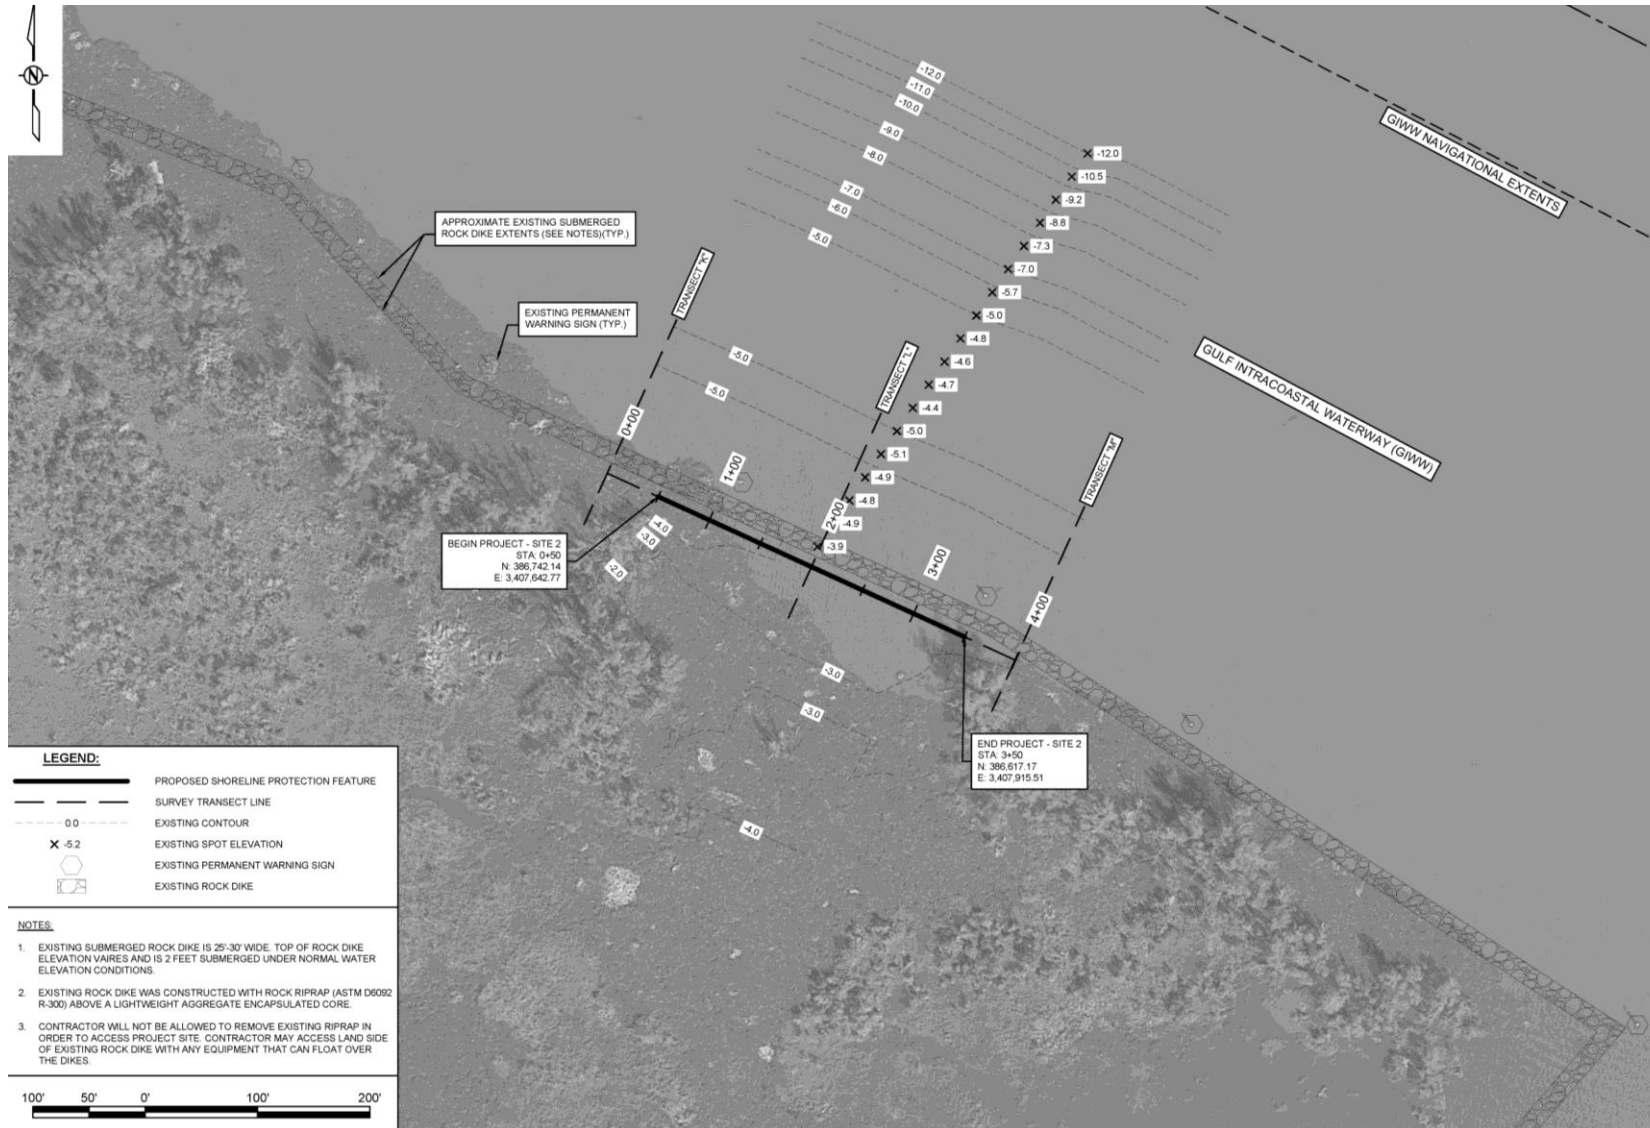 N
-12.0
-11.0
-10.0
-9.0
-8.0
-7.0
-6.0
-5.0
-12.0
-10.5
-9.2
-8.8
-7.3
-7.0
-5.7
-5.0
-4.8
-4.6
-4.7
-4.4
-5.0
-5.1
-4.9
-4.8
-4.9
-3.9
GIWW NAVIGATIONAL EXTENTS
GULF INTRACOASTAL WATERWAY (GIWW)
APPROXIMATE EXISTING SUBMERGED
ROCK DIKE EXTENTS (SEE NOTES)(TYP.)
EXISTING PERMANENT
WARNING SIGN (TYP.)
TRANSECT "K"
TRANSECT "L"
TRANSECT "M"
-5.0
-5.0
0+00
1+00
2+00
3+00
4+00
-4.0
-3.0
-2.0
BEGIN PROJECT - SITE 2
STA: 0+50
N: 386,742.14
E: 3,407,642.77
-3.0
-3.0
-4.0
END PROJECT - SITE 2
STA: 3+50
N: 386,617.17
E: 3,407,915.51
LEGEND:
PROPOSED SHORELINE PROTECTION FEATURE
SURVEY TRANSECT LINE
0.0 EXISTING CONTOUR
-5.2 EXISTING SPOT ELEVATION
EXISTING PERMANENT WARNING SIGN
EXISTING ROCK DIKE
NOTES:
1. EXISTING SUBMERGED ROCK DIKE IS 25'-30' WIDE. TOP OF ROCK DIKE
ELEVATION VAIRES AND IS 2 FEET SUBMERGED UNDER NORMAL WATER
ELEVATION CONDITIONS.
2. EXISTING ROCK DIKE WAS CONSTRUCTED WITH ROCK RIPRAP (ASTM D6092
R-300) ABOVE A LIGHTWEIGHT AGGREGATE ENCAPSULATED CORE.
3. CONTRACTOR WILL NOT BE ALLOWED TO REMOVE EXISTING RIPRAP IN
ORDER TO ACCESS PROJECT SITE. CONTRACTOR MAY ACCESS LAND SIDE
OF EXISTING ROCK DIKE WITH ANY EQUIPMENT THAT CAN FLOAT OVER
THE DIKES.
100' 50' 0' 100' 200'